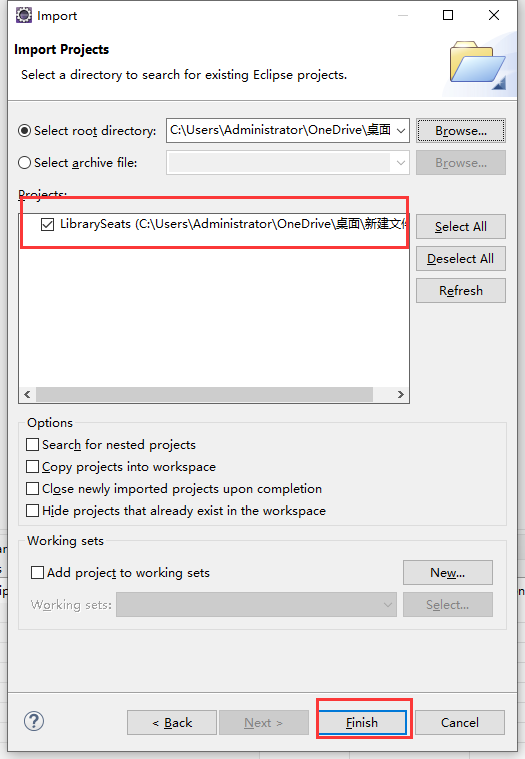 Import
Import Projects
Select a directory to search for existing Eclipse projects.
Select root directory:
C:\Users\Administrator\OneDrive\桌面
Browse...
Select archive file:
Browse...
Projects:
LibrarySeats (C:\Users\Administrator\OneDrive\桌面\新建文件
Select All
Deselect All
Refresh
Options
Search for nested projects
Copy projects into workspace
Close newly imported projects upon completion
Hide projects that already exist in the workspace
Working sets
Add project to working sets
New...
Working sets:
Select...
?
< Back
Next >
Finish
Cancel